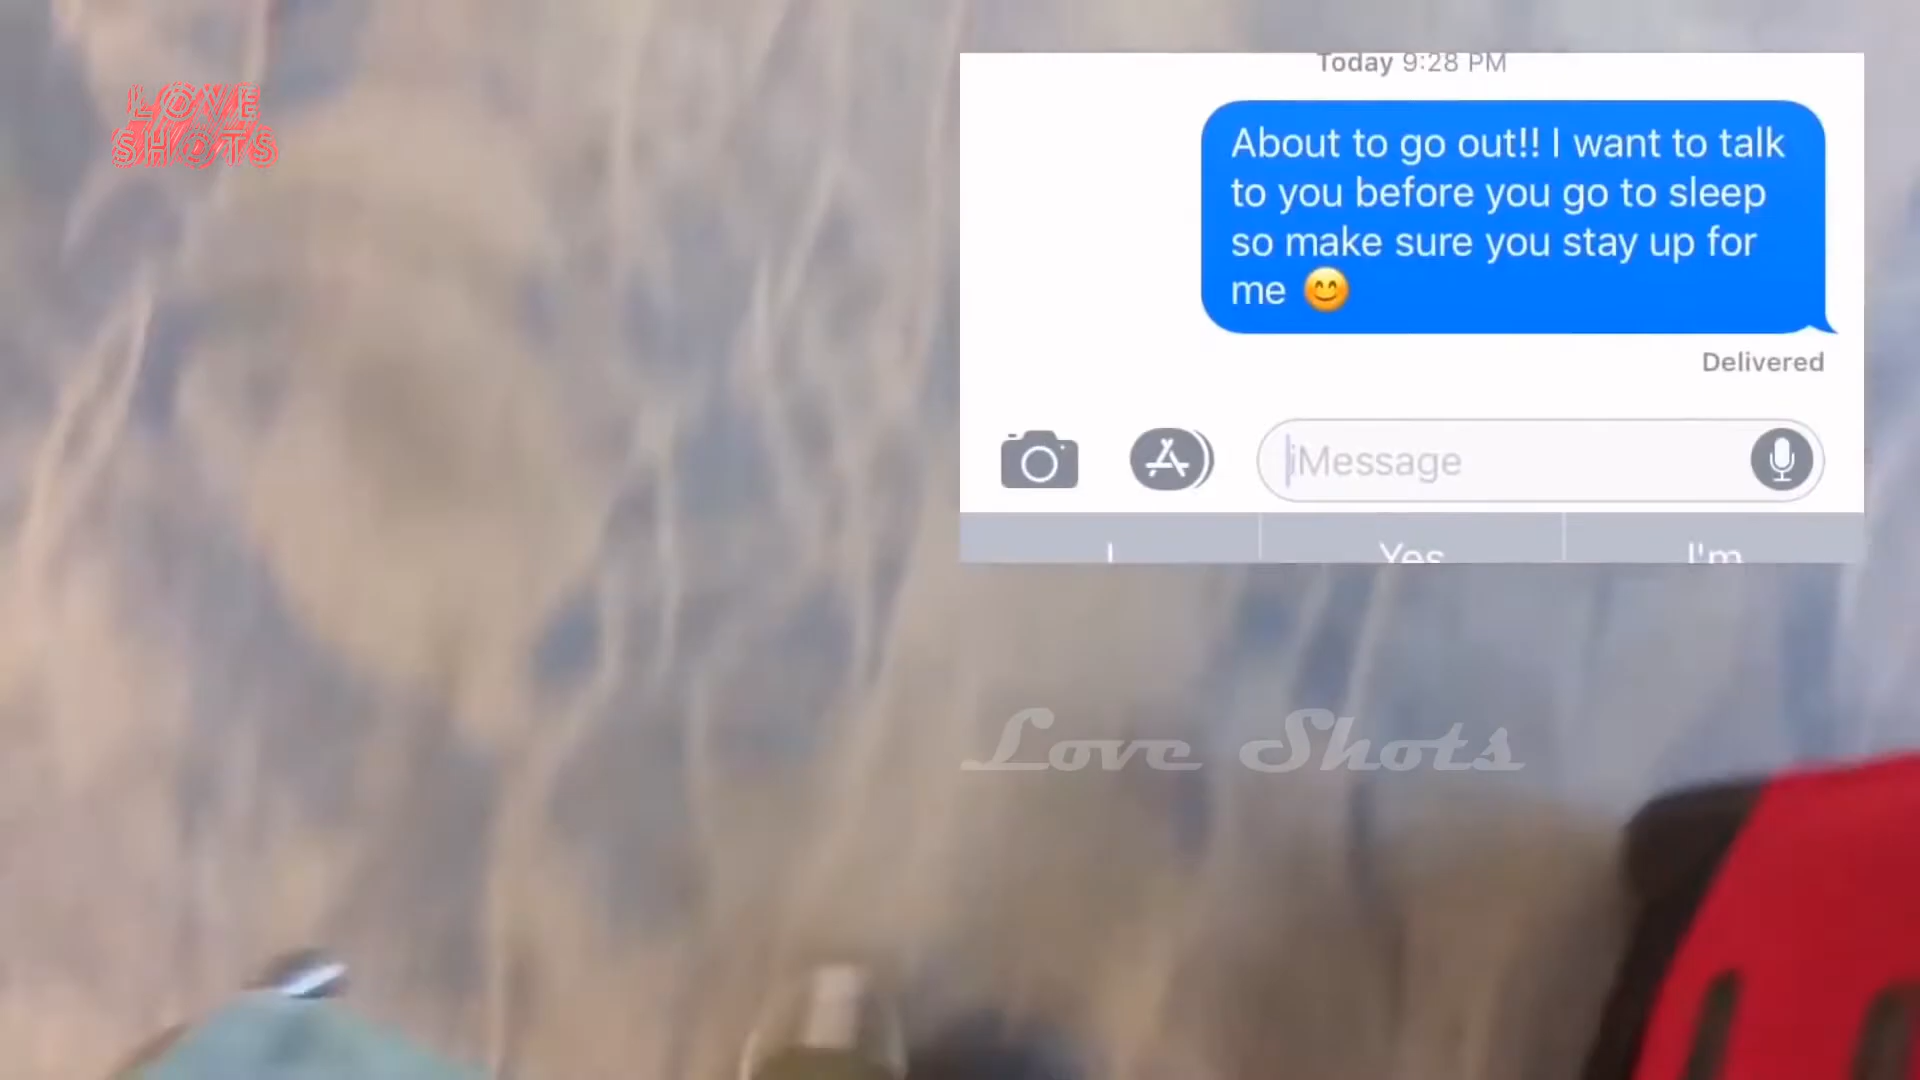 LOVE
SHOTS
Today 9:28 PM
About to go out!! I want to talk
to you before you go to sleep
so make sure you stay up for
me 😊
Delivered
iMessage
I
Yes
I'm
Love Shots